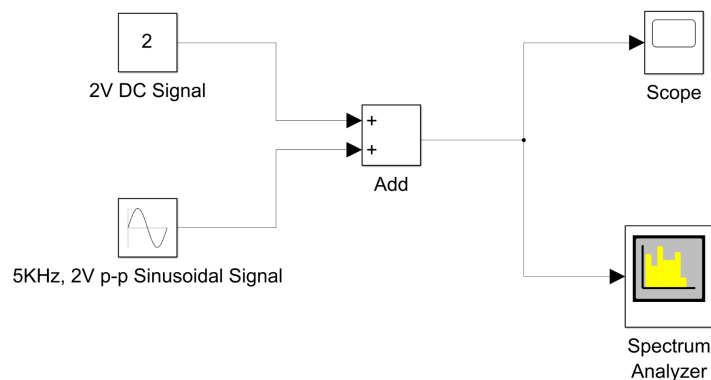 2
2V DC Signal
+
+
Add
5KHz, 2V p-p Sinusoidal Signal
Scope
Spectrum
Analyzer